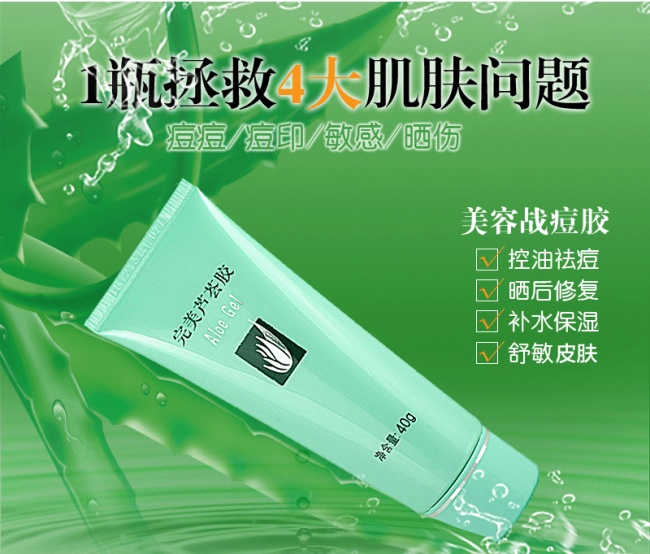 1瓶拯救4大肌肤问题
痘痘/痘印/敏感/晒伤
美容战痘胶
控油祛痘
晒后修复
补水保湿
舒敏皮肤
完美芦荟胶
Aloe Gel
净含量:40g